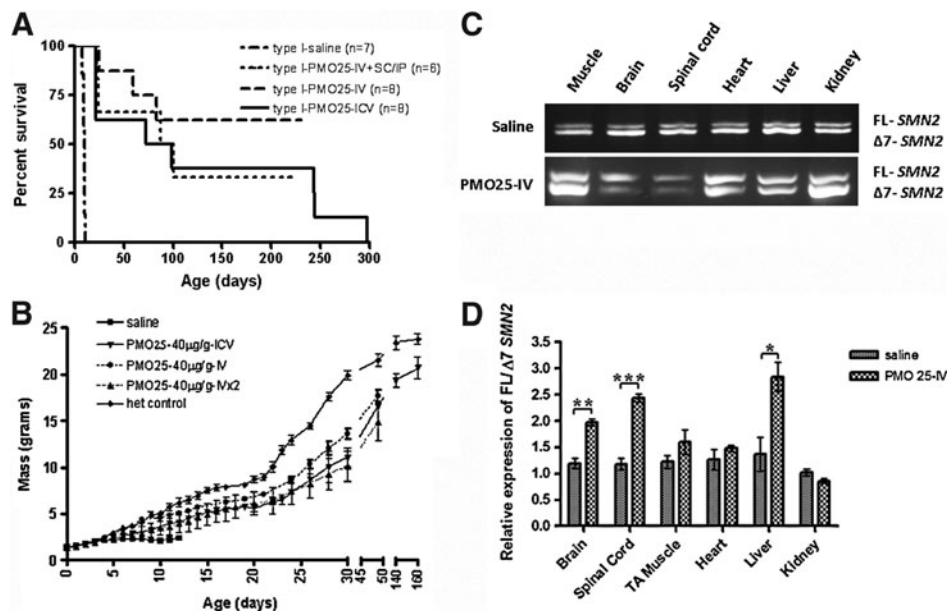 A
type I-saline (n=7)
type I-PMO25-IV+SC/IP (n=6)
type I-PMO25-IV (n=8)
type I-PMO25-ICV (n=8)
Percent survival
100
75
50
25
0
0 50 100 150 200 250 300
Age (days)
B
saline
PMO25-40µg/g-ICV
PMO25-40µg/g-IV
PMO25-40µg/g-IVx2
het control
Mass (grams)
25
20
15
10
5
0
0 5 10 15 20 25 30 45 50 140 160
Age (days)
C
Muscle Brain Spinal cord Heart Liver Kidney
Saline
FL- SMN2
Δ7- SMN2
PMO25-IV
FL- SMN2
Δ7- SMN2
D
saline
PMO 25-IV
Relative expression of FL/Δ7 SMN2
3.5
3.0
2.5
2.0
1.5
1.0
0.5
0.0
** *** *
Brain Spinal Cord TA Muscle Heart Liver Kidney